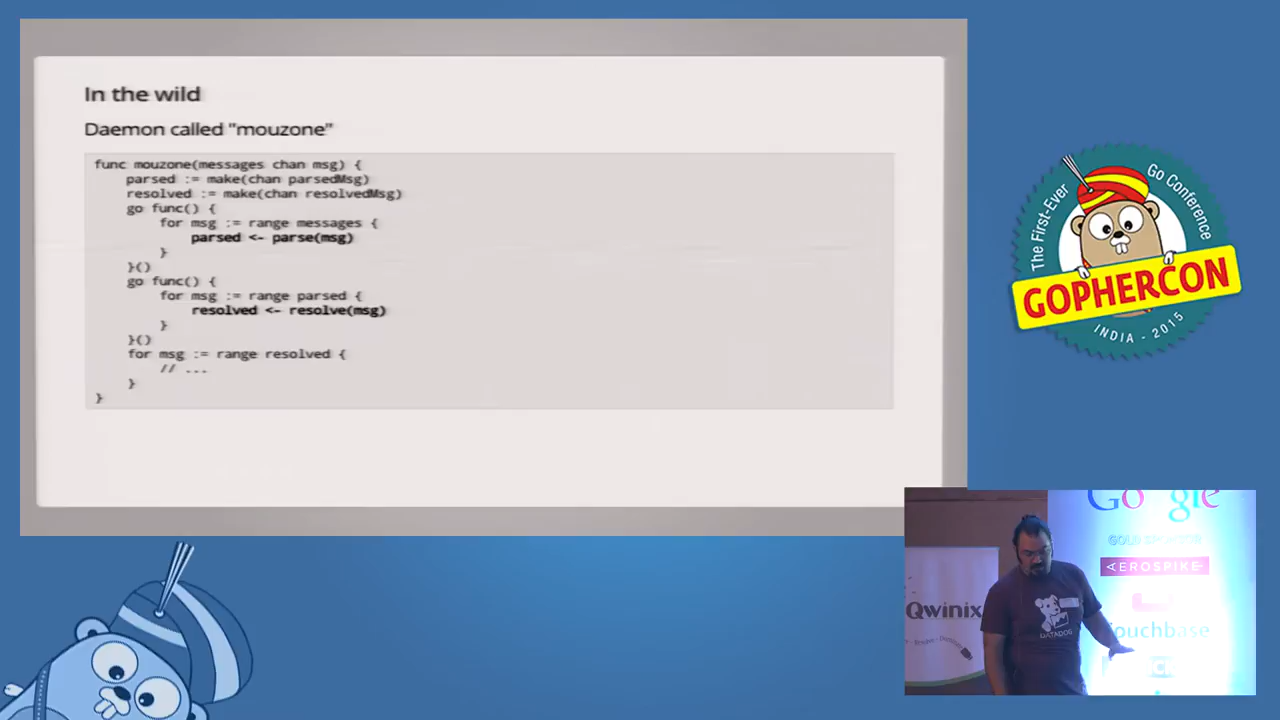 In the wild
Daemon called "mouzone"
func mouzone(messages chan msg) {
    parsed := make(chan parsedMsg)
    resolved := make(chan resolvedMsg)
    go func() {
        for msg := range messages {
            parsed <- parse(msg)
        }
    }()
    go func() {
        for msg := range parsed {
            resolved <- resolve(msg)
        }
    }()
    for msg := range resolved {
        // ...
    }
}
The First-Ever
Go Conference
GOPHERCON
INDIA - 2015
Google
GOLD SPONSOR
AEROSPIKE
Qwinix
DATADOG